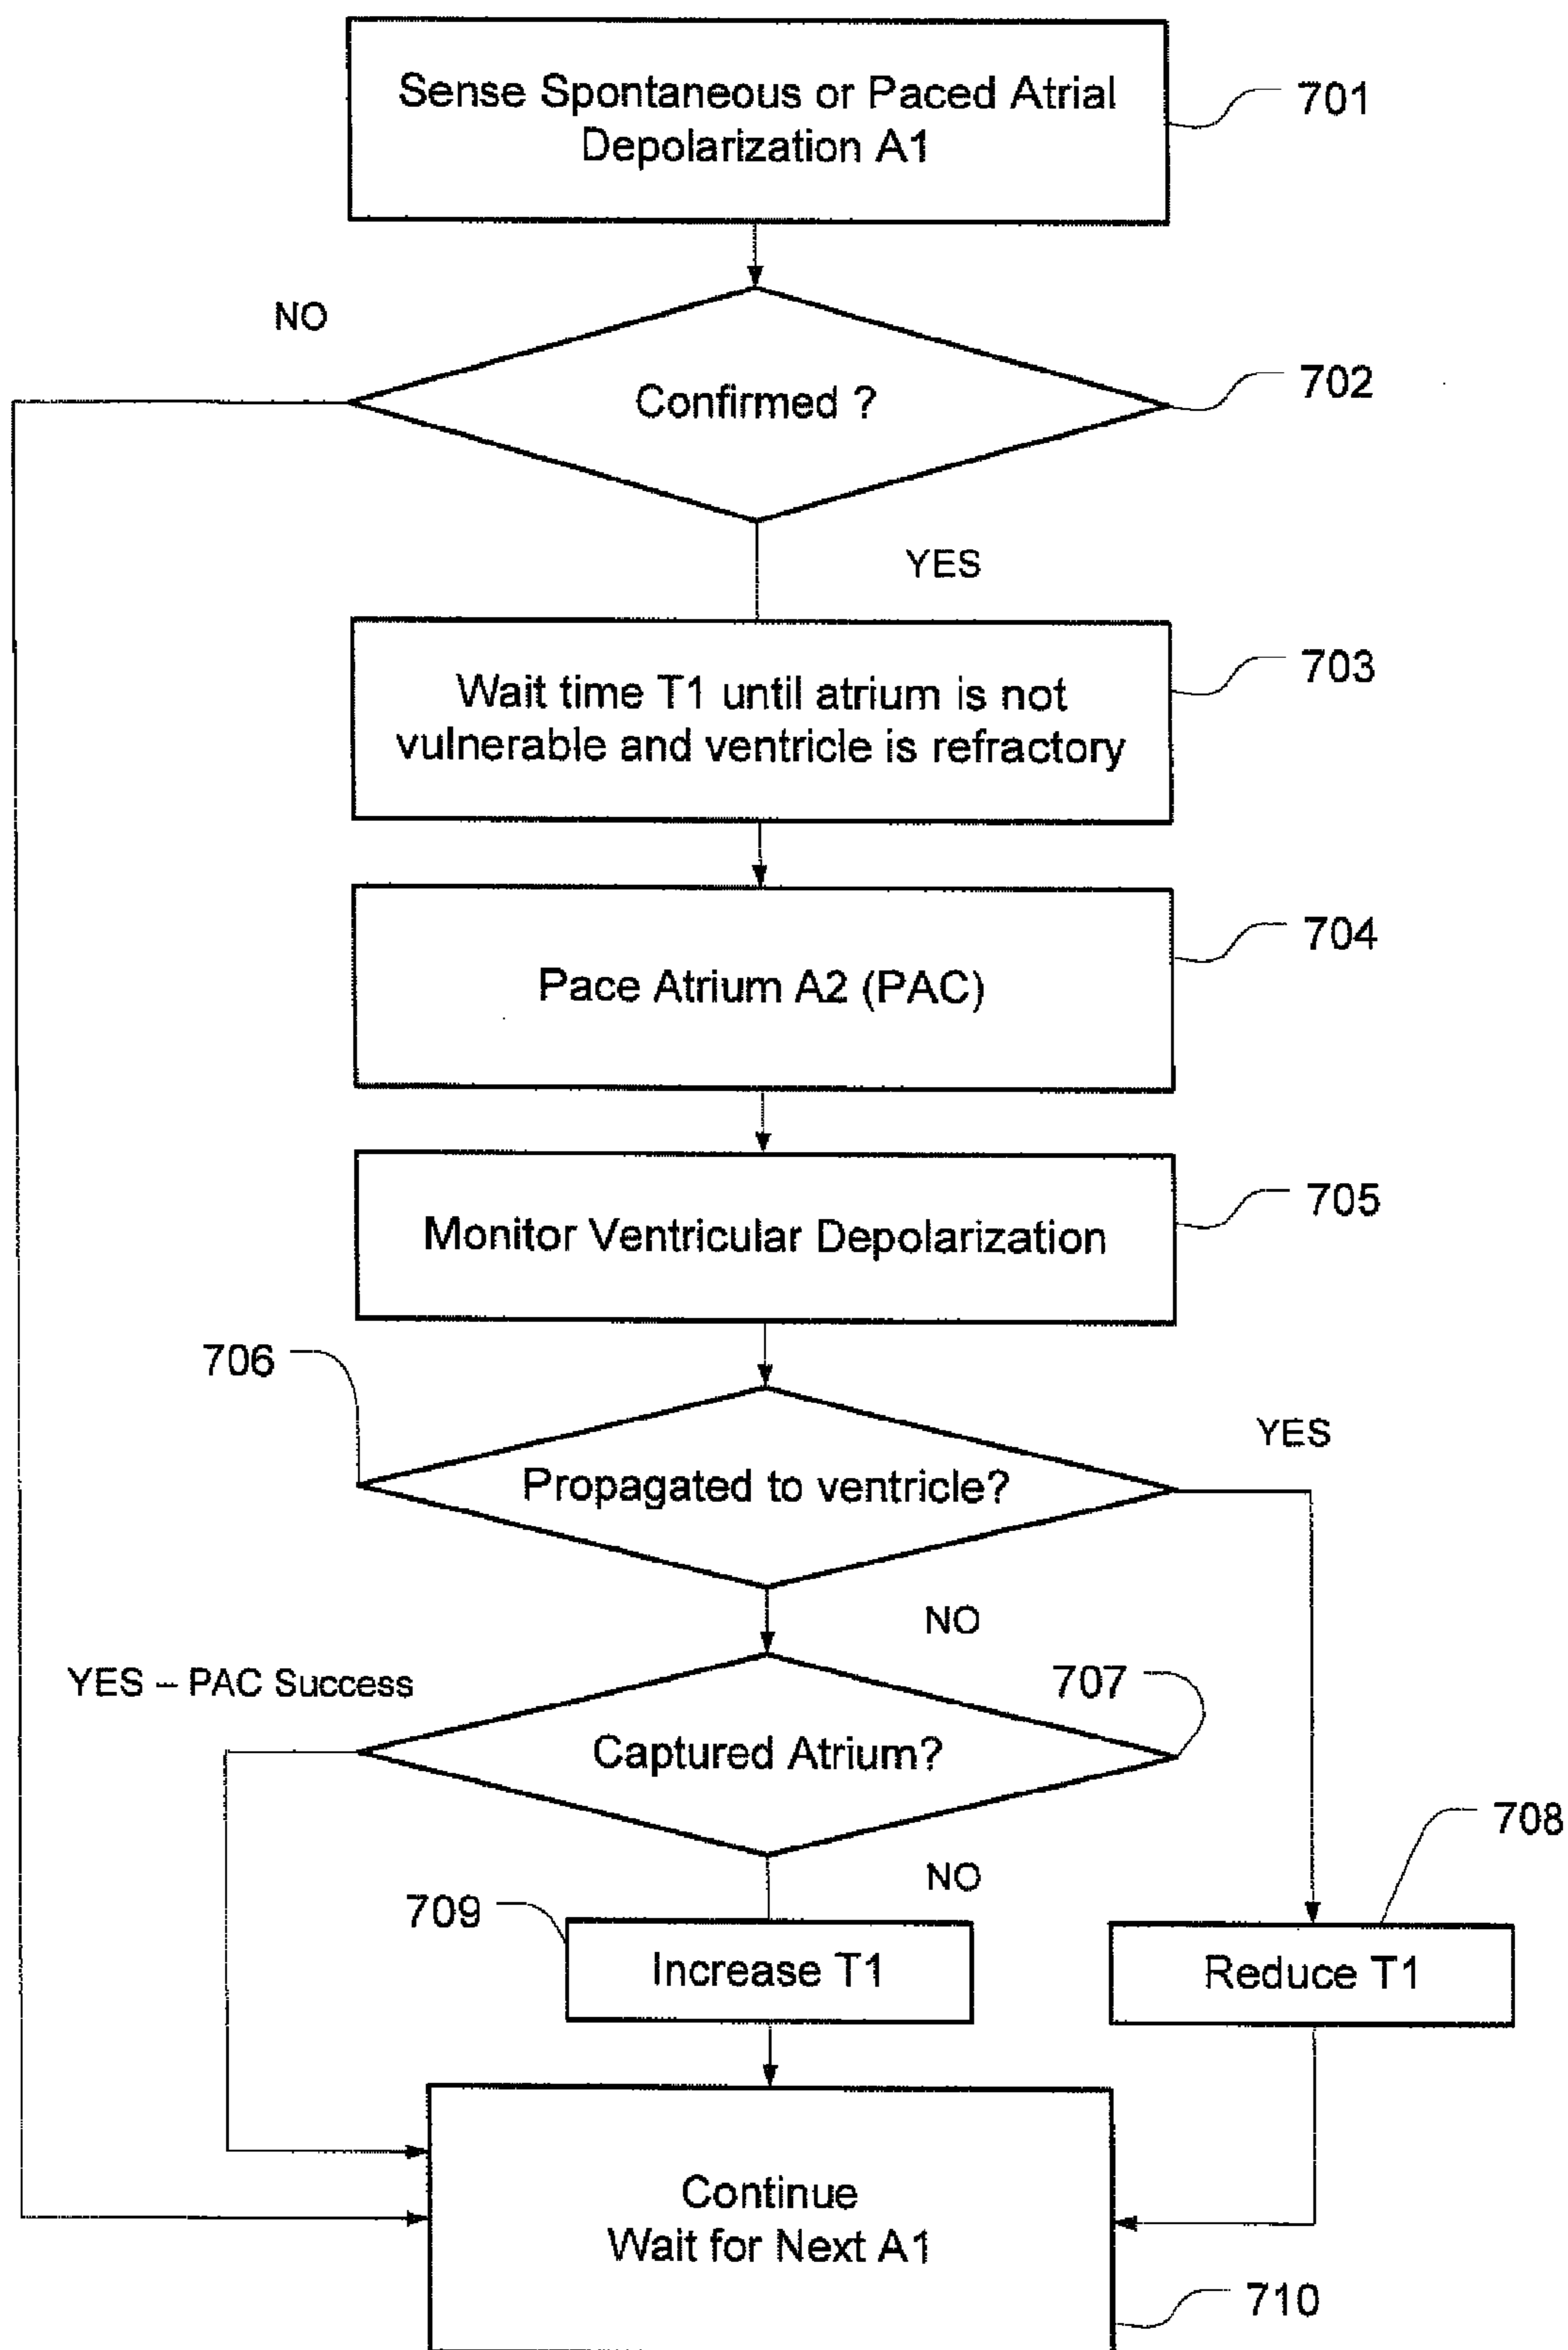 Sense Spontaneous or Paced Atrial
Depolarization A1
701
NO
Confirmed ?
702
YES
Wait time T1 until atrium is not
vulnerable and ventricle is refractory
703
Pace Atrium A2 (PAC)
704
Monitor Ventricular Depolarization
705
706
Propagated to ventricle?
YES
NO
YES – PAC Success
Captured Atrium?
707
NO
708
709
Increase T1
Reduce T1
Continue
Wait for Next A1
710